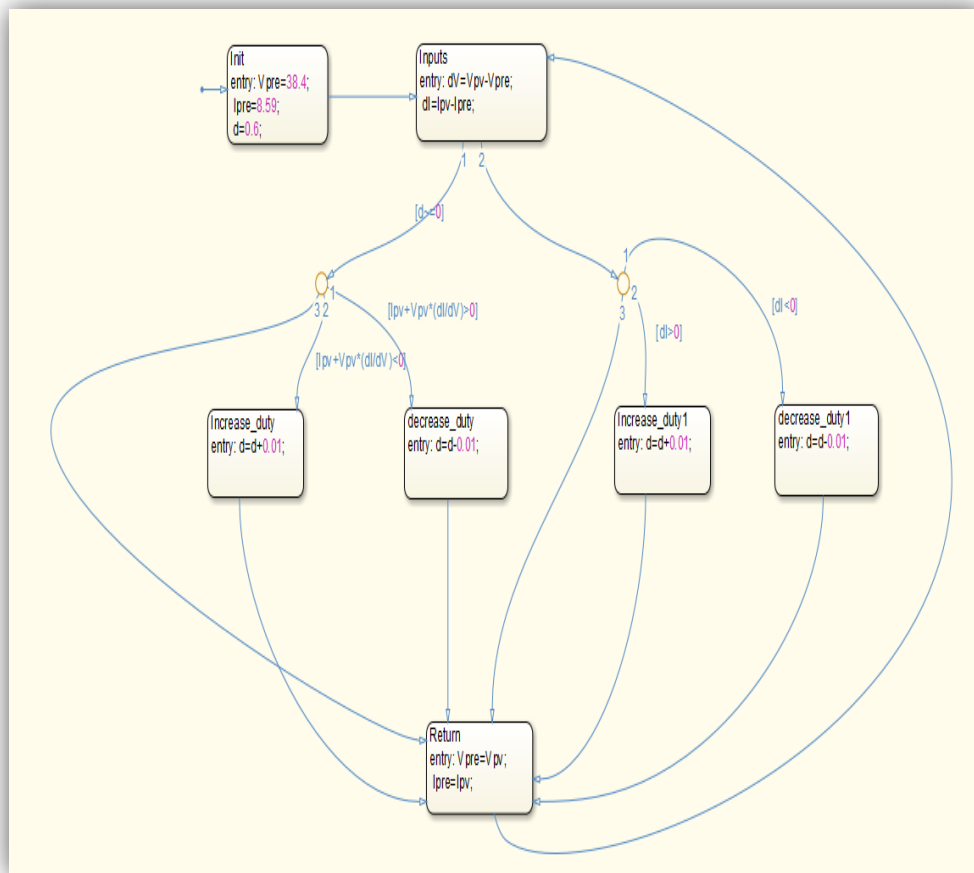 Init
entry: Vpre=38.4;
Ipre=8.59;
d=0.6;
Inputs
entry: dV=Vpv-Vpre;
dI=Ipv-Ipre;
1 2
1
2
3
3 2
1
[Ipv+Vpv*(dI/dV)>0]
[Ipv+Vpv*(dI/dV)<0]
[dI>0]
[dI<0]
Increase_duty
entry: d=d+0.01;
decrease_duty
entry: d=d-0.01;
Increase_duty1
entry: d=d+0.01;
decrease_duty1
entry: d=d-0.01;
Return
entry: Vpre=Vpv;
Ipre=Ipv;